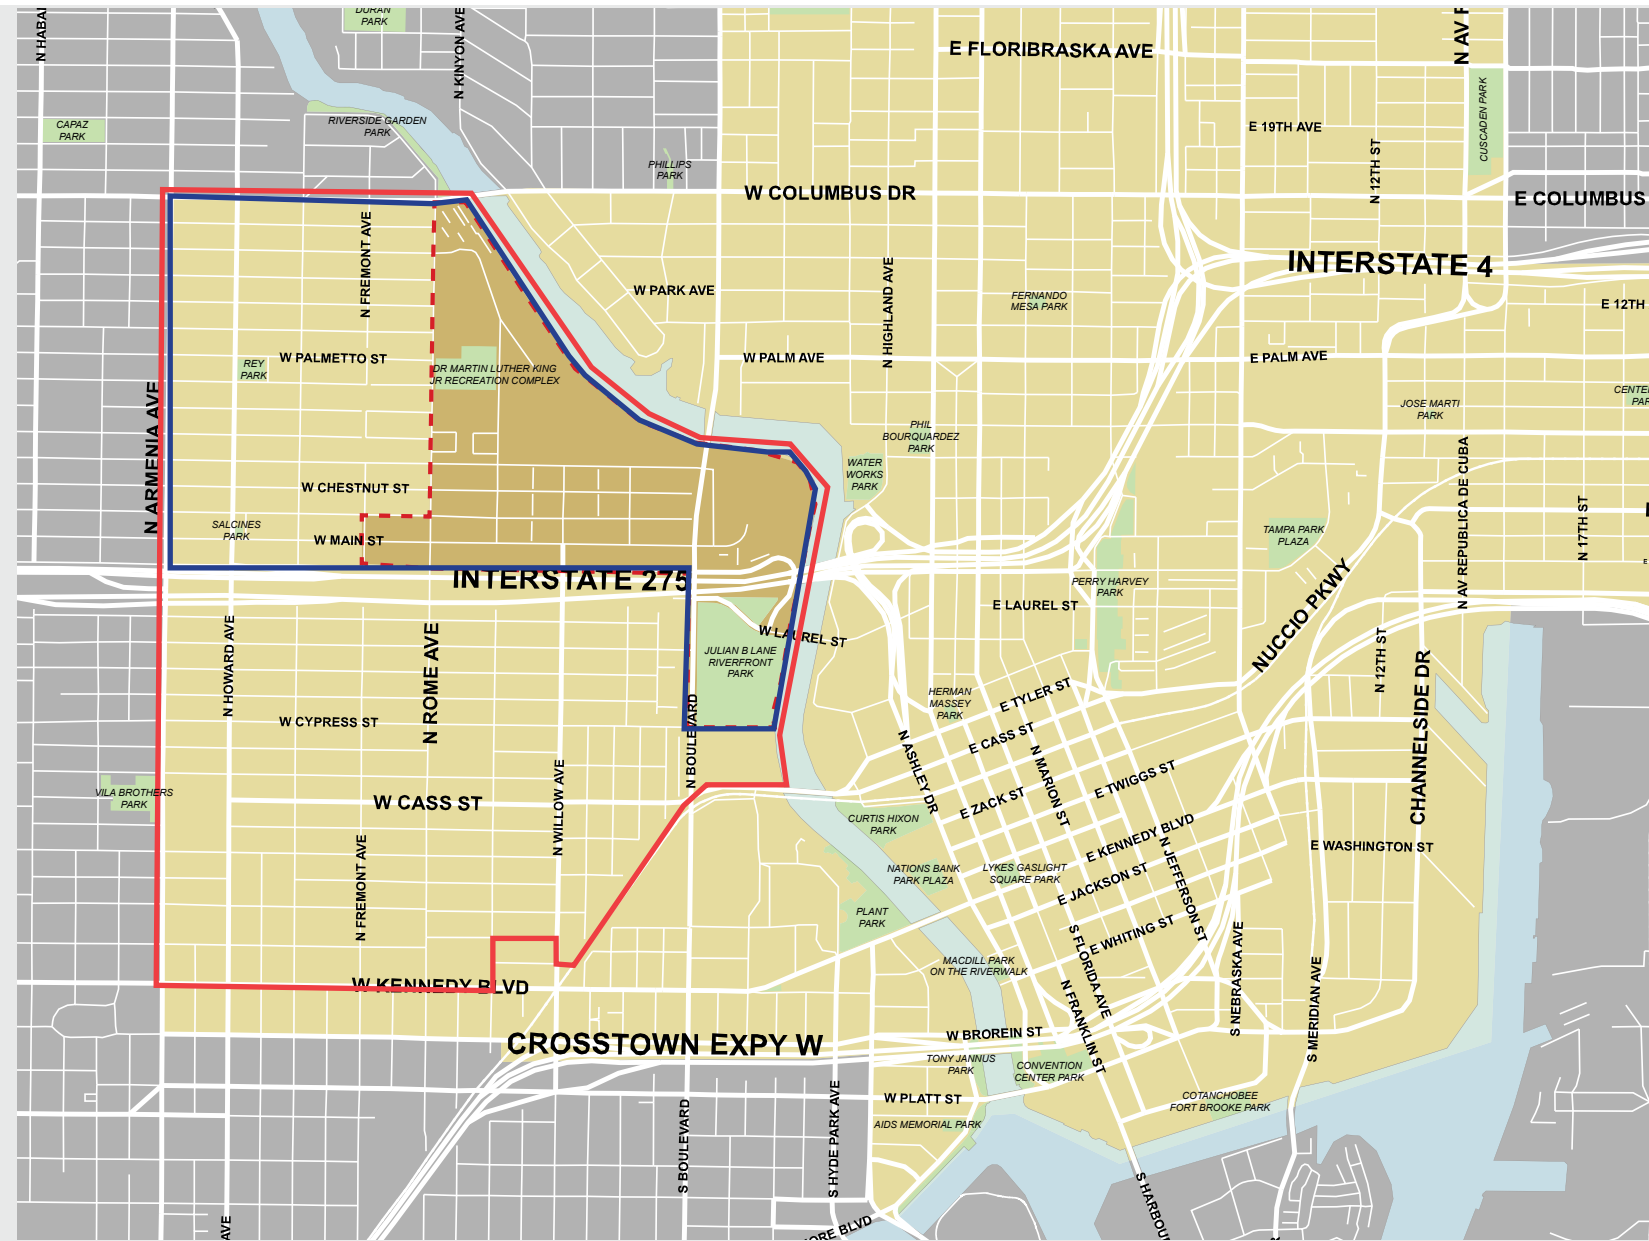 DURAN
PARK
N KINYON AVE
E FLORIBRASKA AVE
CAPAZ
PARK
RIVERSIDE GARDEN
PARK
PHILLIPS
PARK
E 19TH AVE
N 12TH ST
CUSCADEN PARK
W COLUMBUS DR
E COLUMBUS
N FREMONT AVE
INTERSTATE 4
W PARK AVE
N HIGHLAND AVE
FERNANDO
MESA PARK
E 12TH
REY
PARK
W PALMETTO ST
DR MARTIN LUTHER KING
JR RECREATION COMPLEX
W PALM AVE
E PALM AVE
JOSE MARTI
PARK
N ARMENIA AVE
PHIL
BOURQUARDEZ
PARK
WATER
WORKS
PARK
N AV REPUBLICA DE CUBA
W CHESTNUT ST
SALCINES
PARK
W MAIN ST
TAMPA PARK
PLAZA
N 17TH ST
INTERSTATE 275
PERRY HARVEY
PARK
E LAUREL ST
NUCCIO PKWY
N HOWARD AVE
N ROME AVE
W LAUREL ST
JULIAN B LANE
RIVERFRONT
PARK
N 12TH ST
CHANNELSIDE DR
W CYPRESS ST
N BOULEVARD
HERMAN
MASSEY
PARK
E TYLER ST
E CASS ST
N ASHLEY DR
N MARION ST
E TWIGGS ST
VILA BROTHERS
PARK
W CASS ST
N WILLOW AVE
E ZACK ST
CURTIS HIXON
PARK
E KENNEDY BLVD
E WASHINGTON ST
N FREMONT AVE
NATIONS BANK
PARK PLAZA
LYKES GASLIGHT
SQUARE PARK
E JACKSON ST
N JEFFERSON ST
PLANT
PARK
E WHITING ST
S FLORIDA AVE
MACDILL PARK
ON THE RIVERWALK
S NEBRASKA AVE
S MERIDIAN AVE
W KENNEDY BLVD
N FRANKLIN ST
CROSSTOWN EXPY W
W BROREIN ST
TONY JANNUS
PARK
CONVENTION
CENTER PARK
S BOULEVARD
S HYDE PARK AVE
W PLATT ST
COTANCHOBEE
FORT BROOKE PARK
AIDS MEMORIAL PARK
AVE